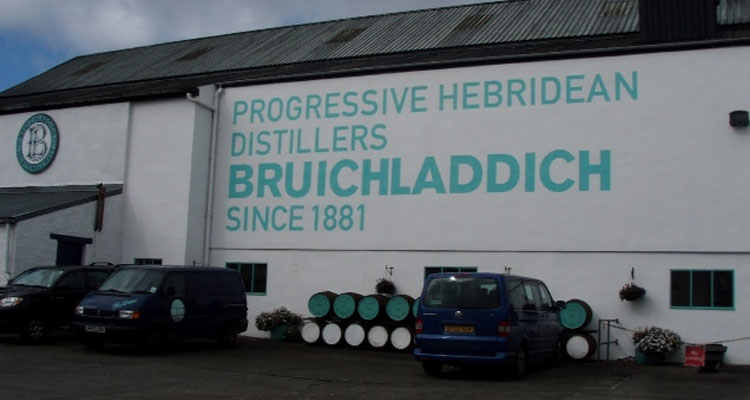 PROGRESSIVE HEBRIDEAN
DISTILLERS
BRUICHLADDICH
SINCE 1881
B